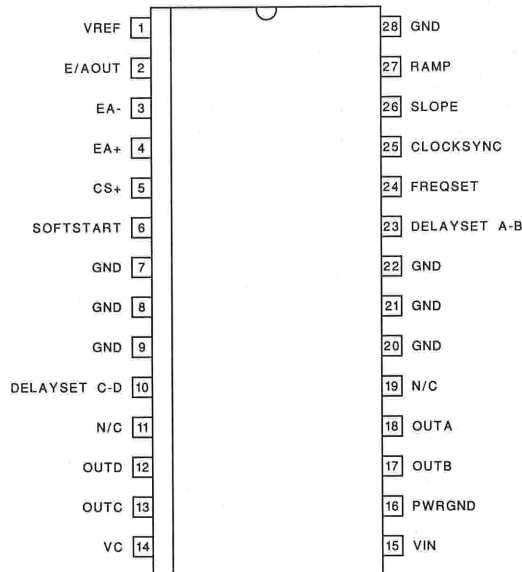 VREF 1 28 GND
E/AOUT 2 27 RAMP
EA- 3 26 SLOPE
EA+ 4 25 CLOCKSYNC
CS+ 5 24 FREQSET
SOFTSTART 6 23 DELAYSET A-B
GND 7 22 GND
GND 8 21 GND
GND 9 20 GND
DELAYSET C-D 10 19 N/C
N/C 11 18 OUTA
OUTD 12 17 OUTB
OUTC 13 16 PWRGND
VC 14 15 VIN